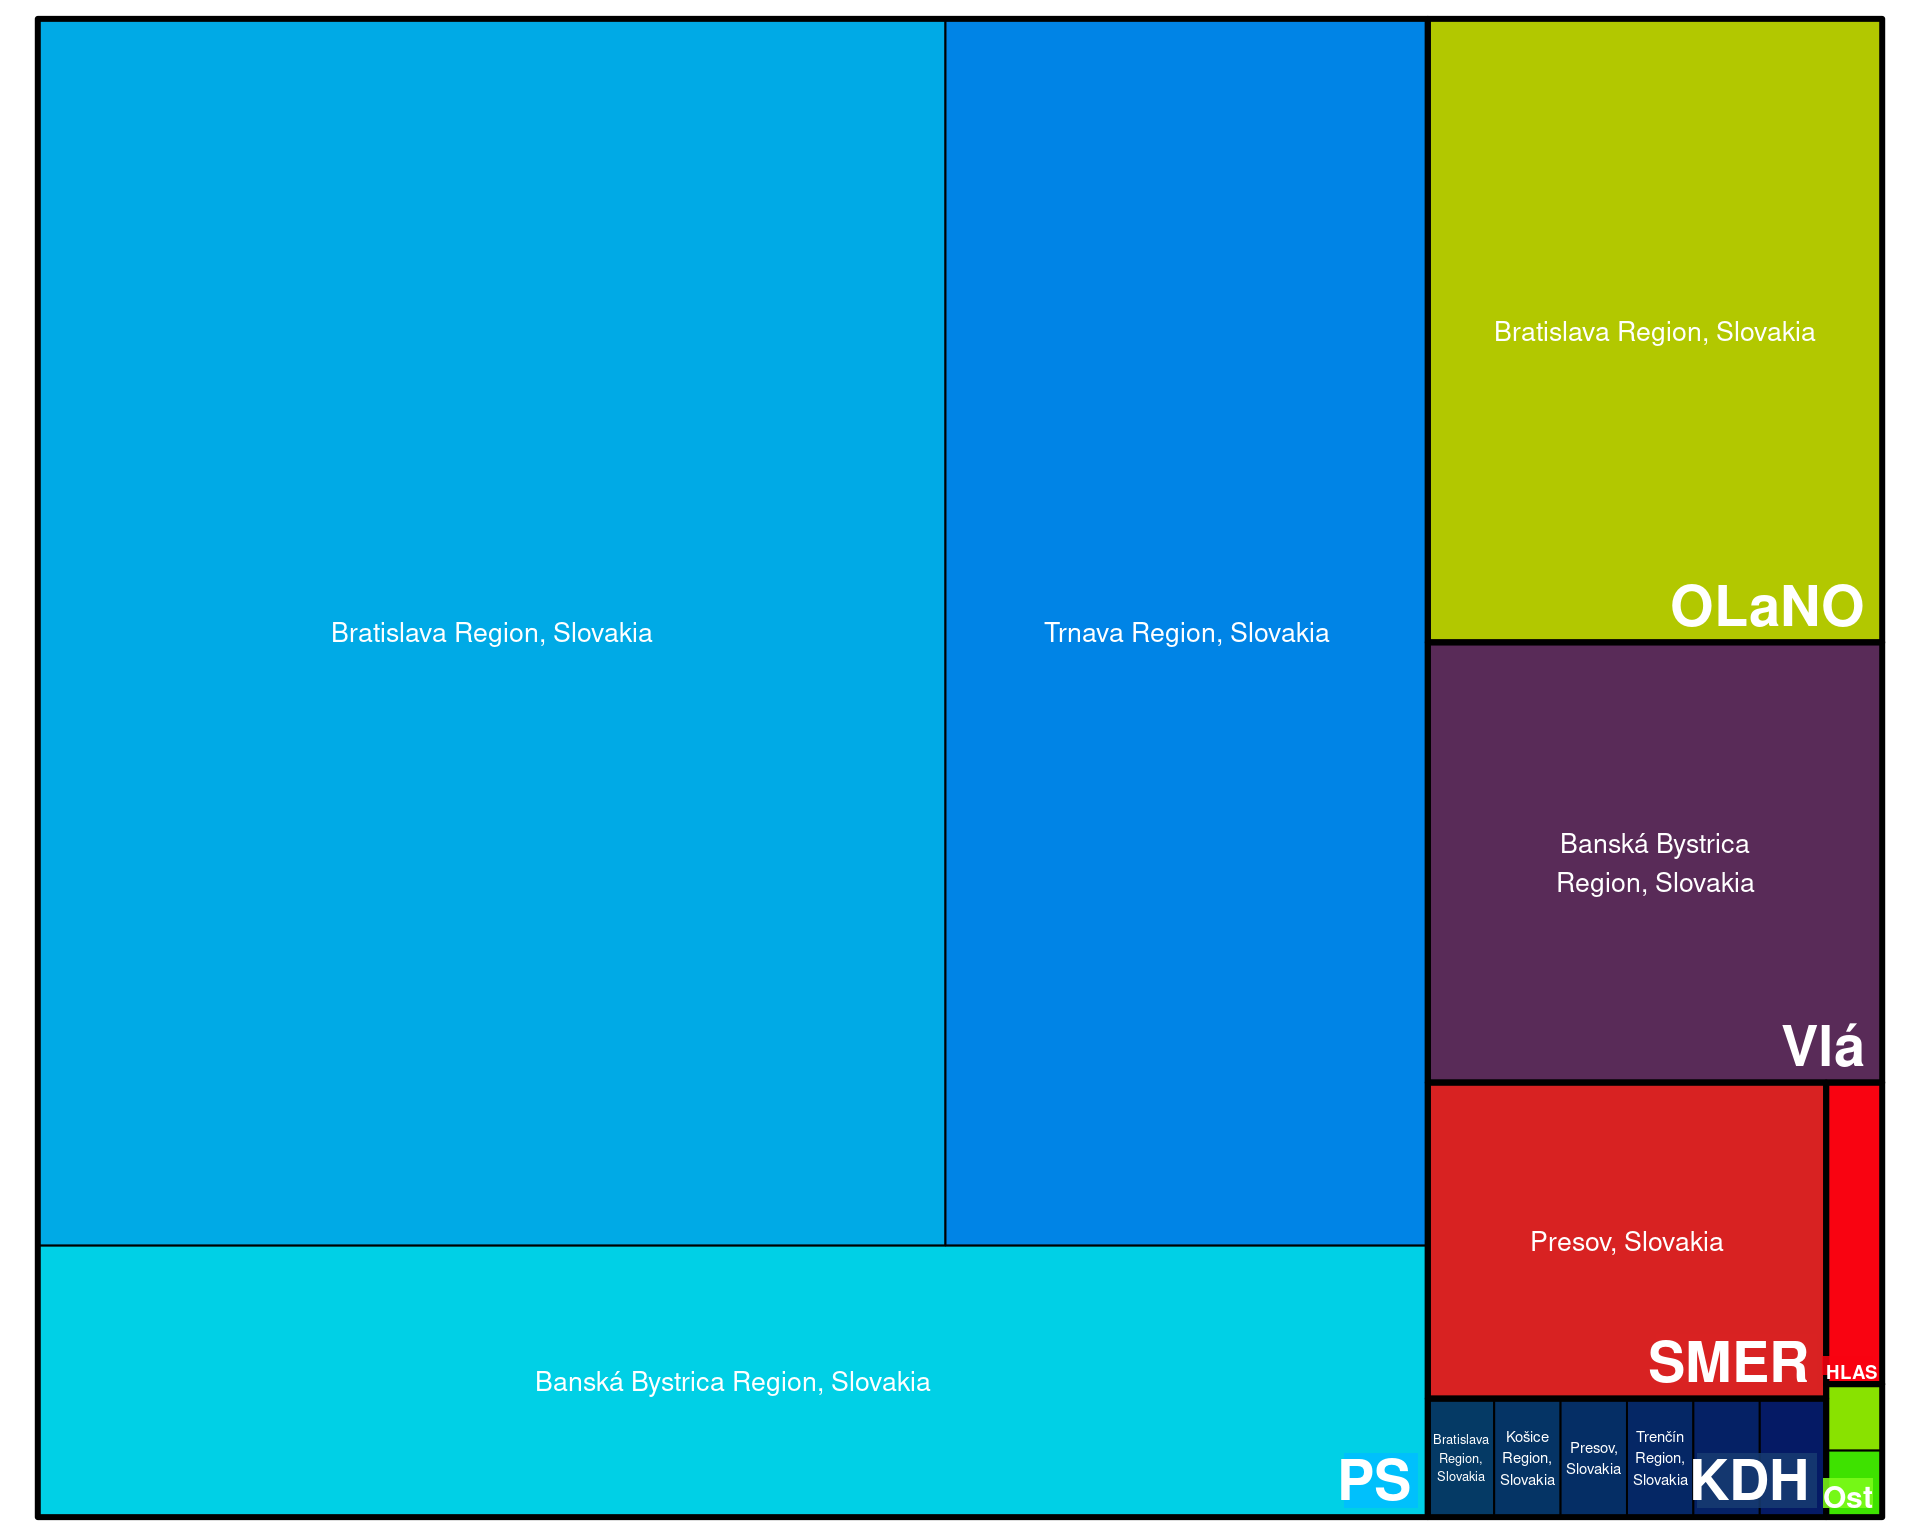 Bratislava Region, Slovakia
Trnava Region, Slovakia
Banská Bystrica Region, Slovakia
PS
Bratislava Region, Slovakia
OLaNO
Banská Bystrica
Region, Slovakia
Vlá
Presov, Slovakia
SMER
HLAS
Bratislava
Region,
Slovakia
Košice
Region,
Slovakia
Presov,
Slovakia
Trenčín
Region,
Slovakia
KDH
Ost